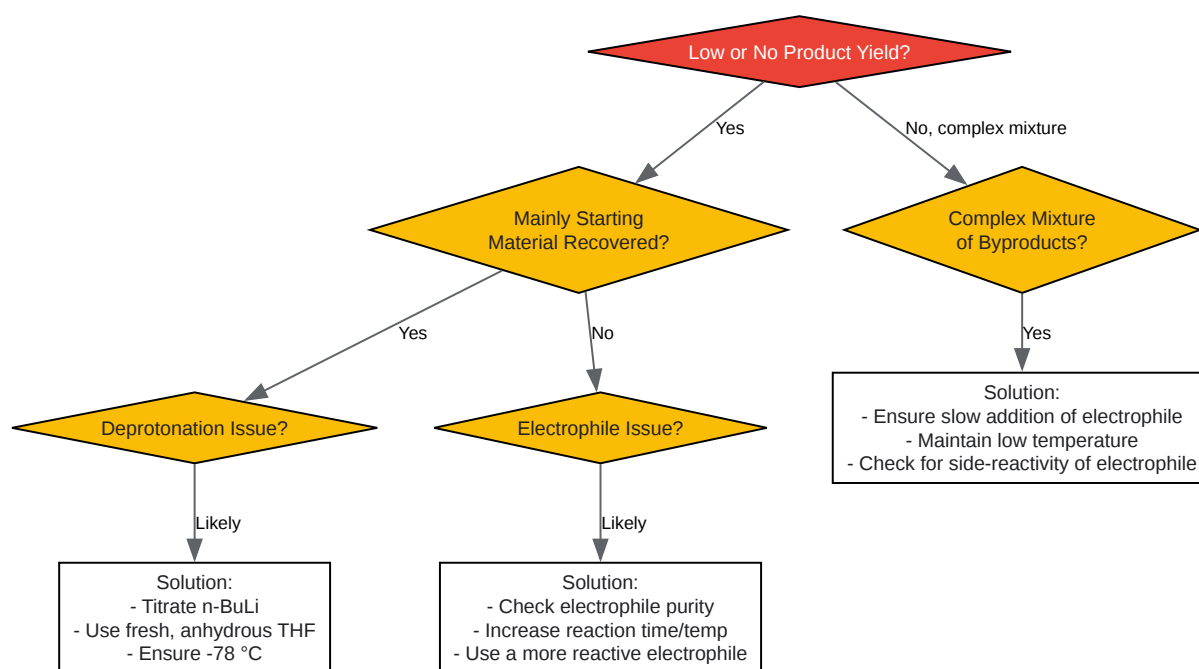 Low or No Product Yield?
Yes
No, complex mixture
Mainly Starting
Material Recovered?
Complex Mixture
of Byproducts?
Yes
No
Yes
Solution:
- Ensure slow addition of electrophile
- Maintain low temperature
- Check for side-reactivity of electrophile
Deprotonation Issue?
Electrophile Issue?
Likely
Likely
Solution:
- Titrate n-BuLi
- Use fresh, anhydrous THF
- Ensure -78 °C
Solution:
- Check electrophile purity
- Increase reaction time/temp
- Use a more reactive electrophile